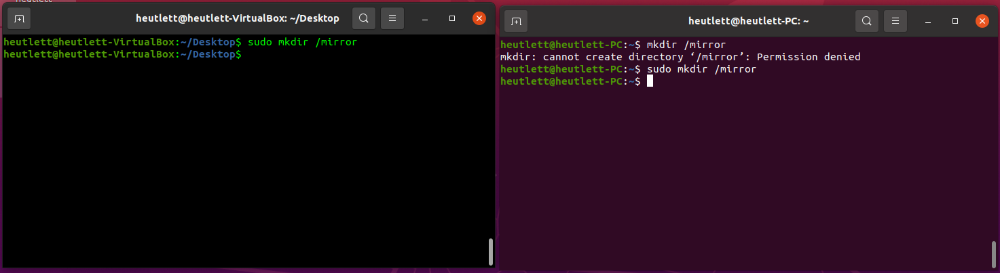 heutlett
heutlett@heutlett-VirtualBox: ~/Desktop
heutlett@heutlett-VirtualBox:~/Desktop$ sudo mkdir /mirror
heutlett@heutlett-VirtualBox:~/Desktop$
heutlett@heutlett-PC: ~
heutlett@heutlett-PC:~$ mkdir /mirror
mkdir: cannot create directory ‘/mirror’: Permission denied
heutlett@heutlett-PC:~$ sudo mkdir /mirror
heutlett@heutlett-PC:~$